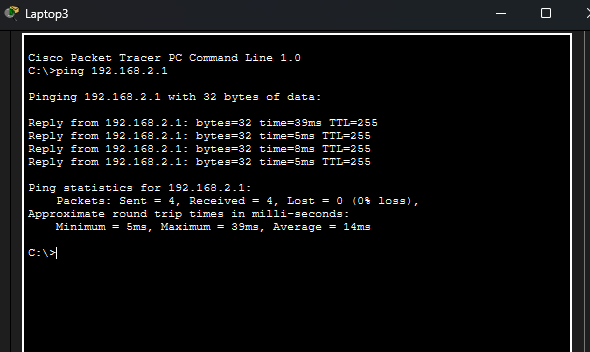 Laptop3
Cisco Packet Tracer PC Command Line 1.0
C:\>ping 192.168.2.1
Pinging 192.168.2.1 with 32 bytes of data:
Reply from 192.168.2.1: bytes=32 time=39ms TTL=255
Reply from 192.168.2.1: bytes=32 time=5ms TTL=255
Reply from 192.168.2.1: bytes=32 time=8ms TTL=255
Reply from 192.168.2.1: bytes=32 time=5ms TTL=255
Ping statistics for 192.168.2.1:
Packets: Sent = 4, Received = 4, Lost = 0 (0% loss),
Approximate round trip times in milli-seconds:
Minimum = 5ms, Maximum = 39ms, Average = 14ms
C:\>